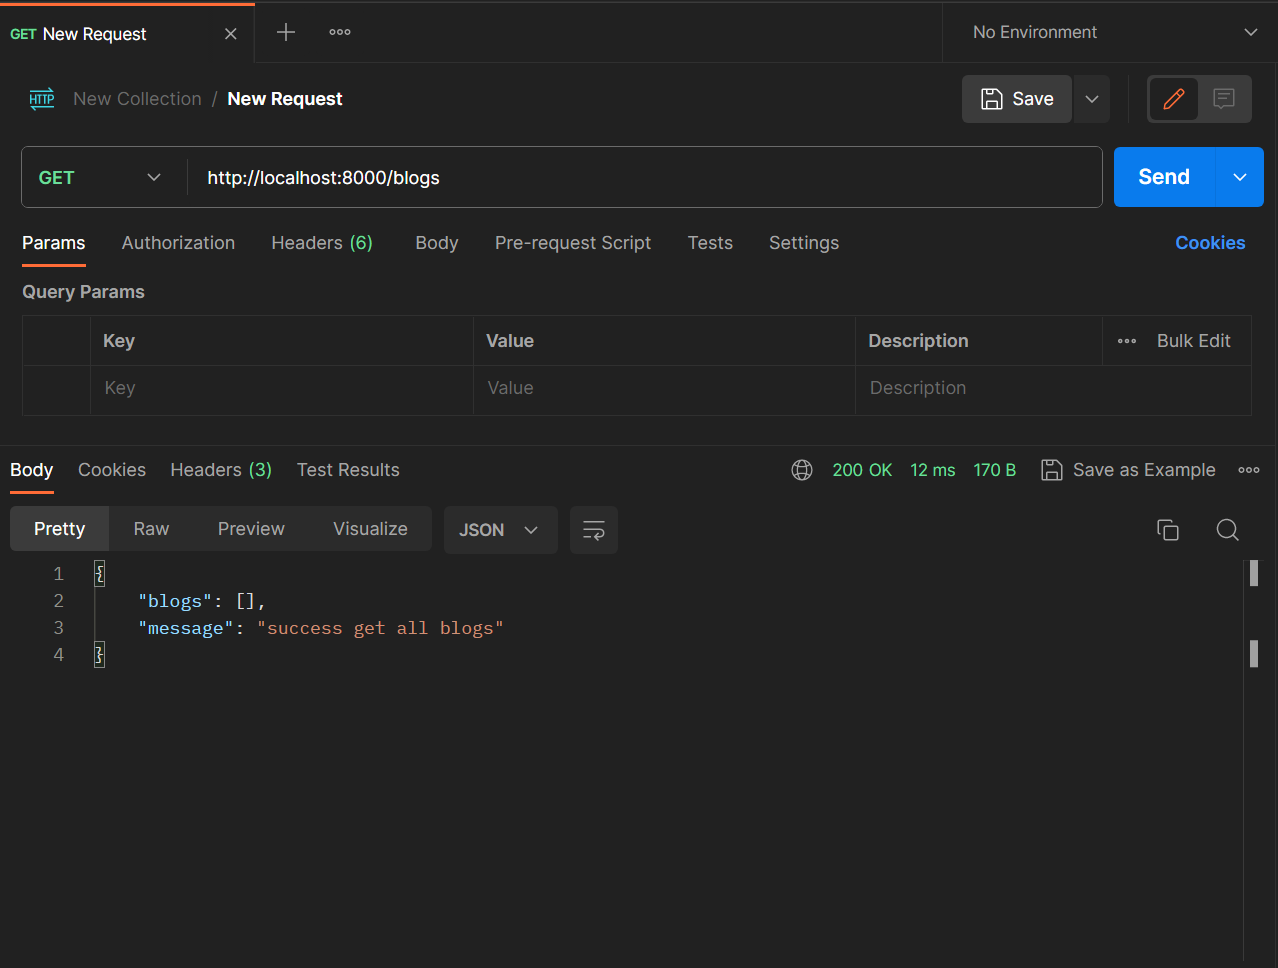 GET New Request
No Environment
HTTP New Collection / New Request
Save
GET http://localhost:8000/blogs
Send
Params Authorization Headers (6) Body Pre-request Script Tests Settings Cookies
Query Params
Key Value Description Bulk Edit
Key Value Description
Body Cookies Headers (3) Test Results 200 OK 12 ms 170 B Save as Example
Pretty Raw Preview Visualize JSON
1 {
2 "blogs": [],
3 "message": "success get all blogs"
4 }